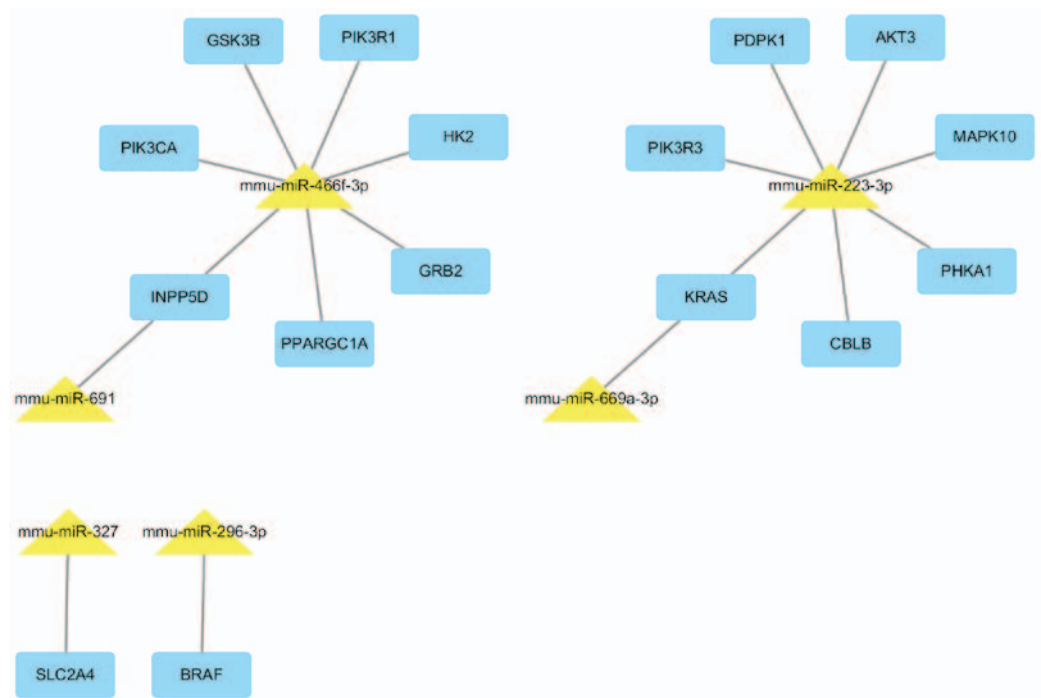 GSK3B
PIK3R1
PIK3CA
HK2
mmu-miR-466f-3p
INPP5D
GRB2
PPARGC1A
mmu-miR-691
PDPK1
AKT3
PIK3R3
MAPK10
mmu-miR-223-3p
KRAS
PHKA1
CBLB
mmu-miR-669a-3p
mmu-miR-327
mmu-miR-296-3p
SLC2A4
BRAF